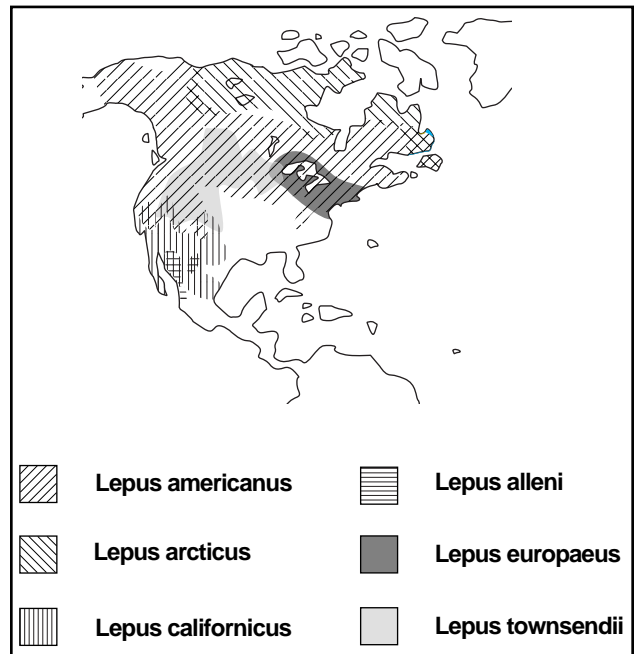 Lepus americanus
Lepus alleni
Lepus arcticus
Lepus europaeus
Lepus californicus
Lepus townsendii